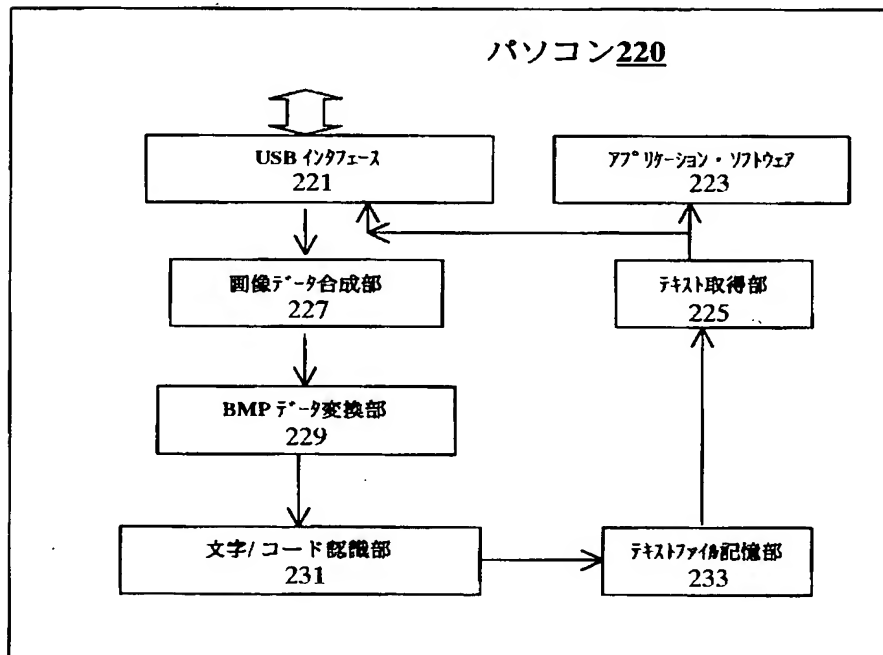 パソコン220
USB インタフェース
221
アプリケーション・ソフトウェア
223
画像データ合成部
227
テキスト取得部
225
BMP データ変換部
229
文字/コード認識部
231
テキストファイル記憶部
233